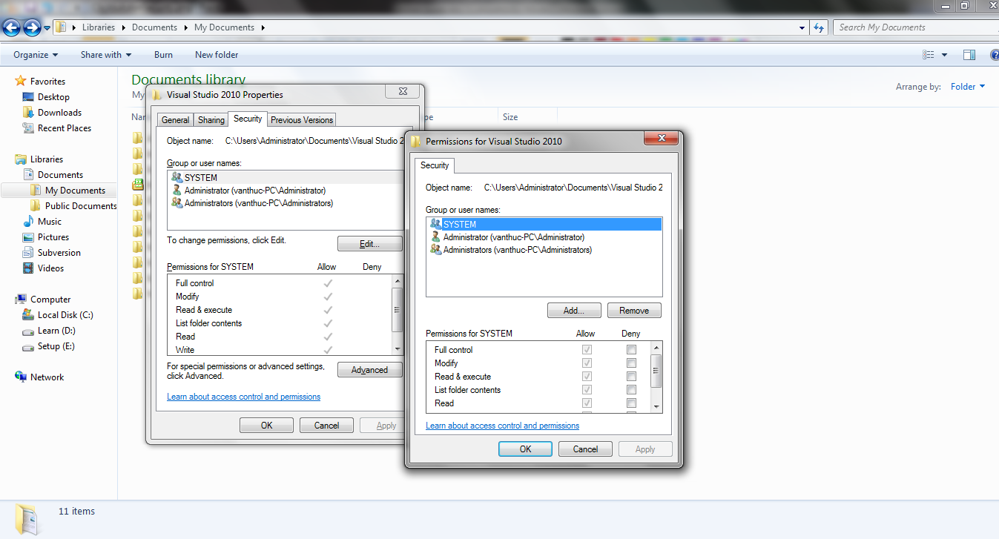 Libraries Documents My Documents
Search My Documents
Organize Share with Burn New folder
Favorites
Desktop
Downloads
Recent Places
Libraries
Documents
My Documents
Public Documents
Music
Pictures
Subversion
Videos
Computer
Local Disk (C:)
Learn (D:)
Setup (E:)
Network
Documents library
My
Arrange by: Folder
Size
Visual Studio 2010 Properties
General Sharing Security Previous Versions
Object name: C:\Users\Administrator\Documents\Visual Studio 2
Group or user names:
SYSTEM
Administrator (vanthuc-PC\Administrator)
Administrators (vanthuc-PC\Administrators)
To change permissions, click Edit.
Edit...
Permissions for SYSTEM Allow Deny
Full control
Modify
Read & execute
List folder contents
Read
Write
For special permissions or advanced settings,
click Advanced.
Advanced
Learn about access control and permissions
OK Cancel Apply
Permissions for Visual Studio 2010
Security
Object name: C:\Users\Administrator\Documents\Visual Studio 2
Group or user names:
SYSTEM
Administrator (vanthuc-PC\Administrator)
Administrators (vanthuc-PC\Administrators)
Add... Remove
Permissions for SYSTEM Allow Deny
Full control
Modify
Read & execute
List folder contents
Read
Learn about access control and permissions
OK Cancel Apply
11 items